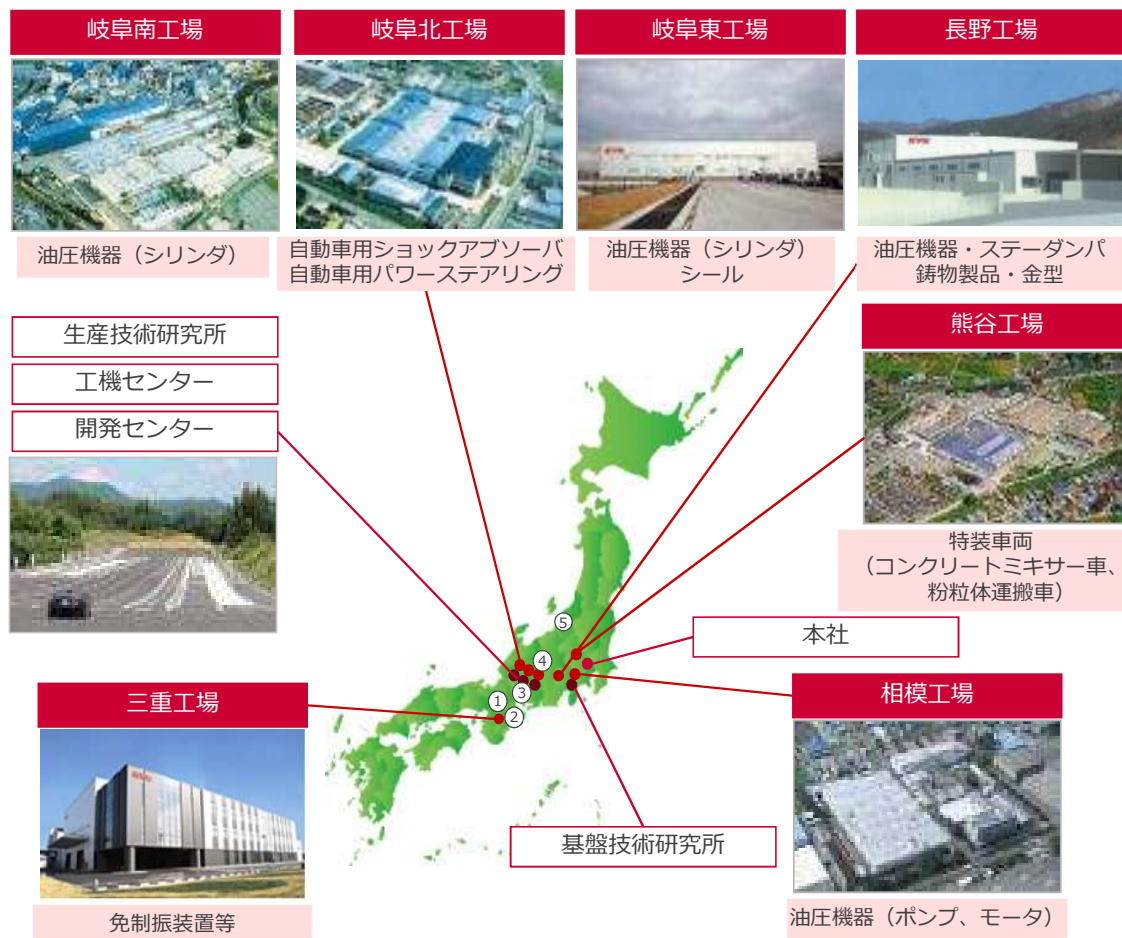 岐阜南工場
岐阜北工場
岐阜東工場
長野工場
KYB
KYB
油圧機器（シリンダ）
自動車用ショックアブソーバ
自動車用パワーステアリング
油圧機器（シリンダ）
シール
油圧機器・ステーダンパ
鋳物製品・金型
生産技術研究所
工機センター
開発センター
熊谷工場
特装車両
（コンクリートミキサー車、
粉粒体運搬車）
⑤
本社
④
③
①
②
三重工場
相模工場
KYB
基盤技術研究所
免制振装置等
油圧機器（ポンプ、モータ）